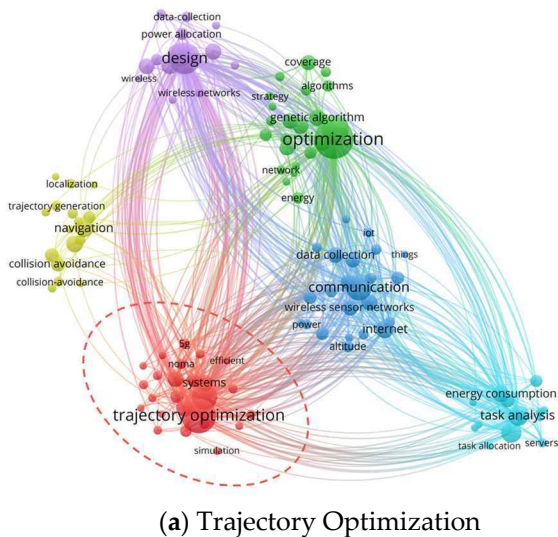 data-collection
power allocation
design
wireless
wireless networks
coverage
algorithms
strategy
genetic algorithm
optimization
network
energy
localization
trajectory generation
navigation
collision avoidance
collision-avoidance
iot
data collection
things
communication
wireless sensor networks
power
internet
altitude
5g
noma
efficient
systems
trajectory optimization
simulation
energy consumption
task analysis
task allocation
servers
(a) Trajectory Optimization